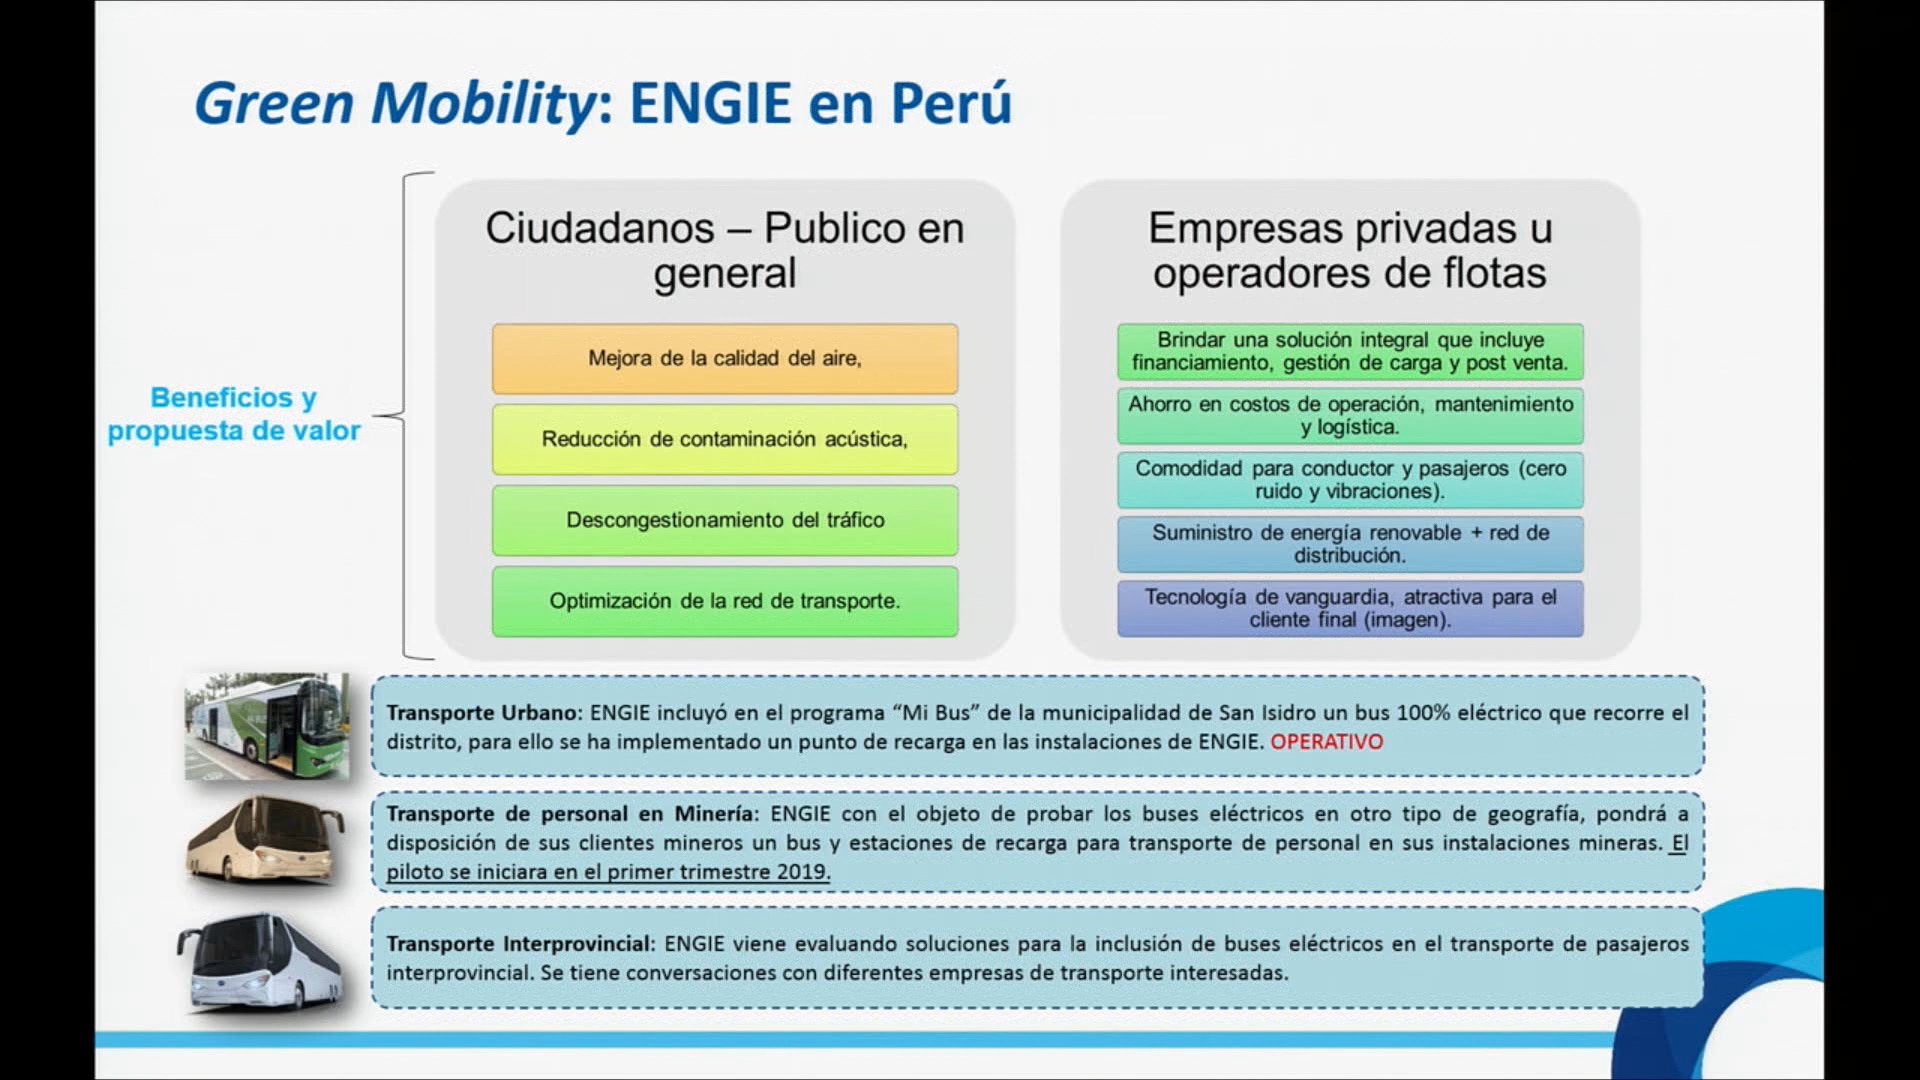 Green Mobility: ENGIE en Perú
Beneficios y
propuesta de valor
Ciudadanos – Publico en
general
Mejora de la calidad del aire,
Reducción de contaminación acústica,
Descongestionamiento del tráfico
Optimización de la red de transporte.
Empresas privadas u
operadores de flotas
Brindar una solución integral que incluye
financiamiento, gestión de carga y post venta.
Ahorro en costos de operación, mantenimiento
y logística.
Comodidad para conductor y pasajeros (cero
ruido y vibraciones).
Suministro de energía renovable + red de
distribución.
Tecnología de vanguardia, atractiva para el
cliente final (imagen).
Transporte Urbano: ENGIE incluyó en el programa “Mi Bus” de la municipalidad de San Isidro un bus 100% eléctrico que recorre el
distrito, para ello se ha implementado un punto de recarga en las instalaciones de ENGIE. OPERATIVO
Transporte de personal en Minería: ENGIE con el objeto de probar los buses eléctricos en otro tipo de geografía, pondrá a
disposición de sus clientes mineros un bus y estaciones de recarga para transporte de personal en sus instalaciones mineras. El
piloto se iniciara en el primer trimestre 2019.
Transporte Interprovincial: ENGIE viene evaluando soluciones para la inclusión de buses eléctricos en el transporte de pasajeros
interprovincial. Se tiene conversaciones con diferentes empresas de transporte interesadas.